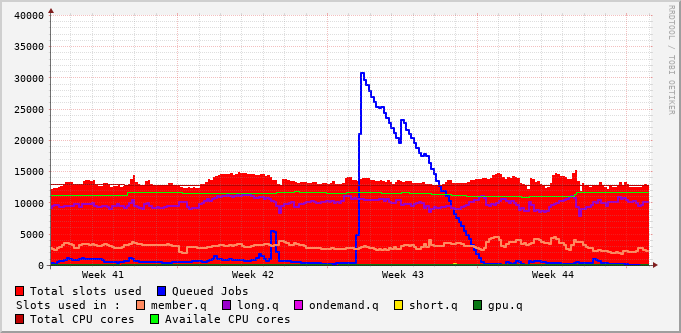 40000
35000
30000
25000
20000
15000
10000
5000
0
Week 41 Week 42 Week 43 Week 44
Total slots used Queued Jobs
Slots used in : member.q long.q ondemand.q short.q gpu.q
Total CPU cores Availale CPU cores
RRDTOOL / TOBI OETIKER